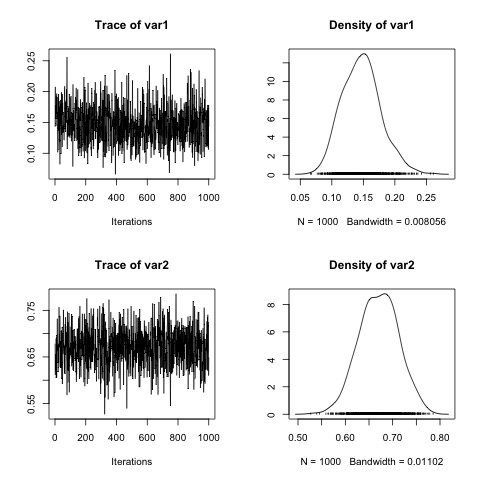 Trace of var1
0.10 0.15 0.25
0 200 400 600 800 1000
Iterations
Density of var1
0 2 4 6 8 10
0.05 0.10 0.15 0.20 0.25
N = 1000 Bandwidth = 0.008056
Trace of var2
0.55 0.65 0.75
0 200 400 600 800 1000
Iterations
Density of var2
0 2 4 6 8
0.50 0.60 0.70 0.80
N = 1000 Bandwidth = 0.01102